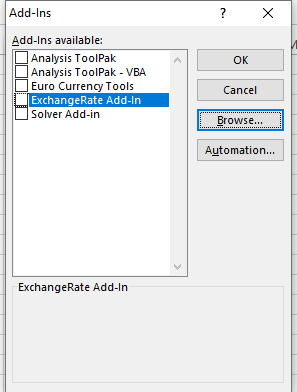 Add-Ins
?
Add-Ins available:
Analysis ToolPak
Analysis ToolPak - VBA
Euro Currency Tools
ExchangeRate Add-In
Solver Add-in
OK
Cancel
Browse...
Automation...
ExchangeRate Add-In